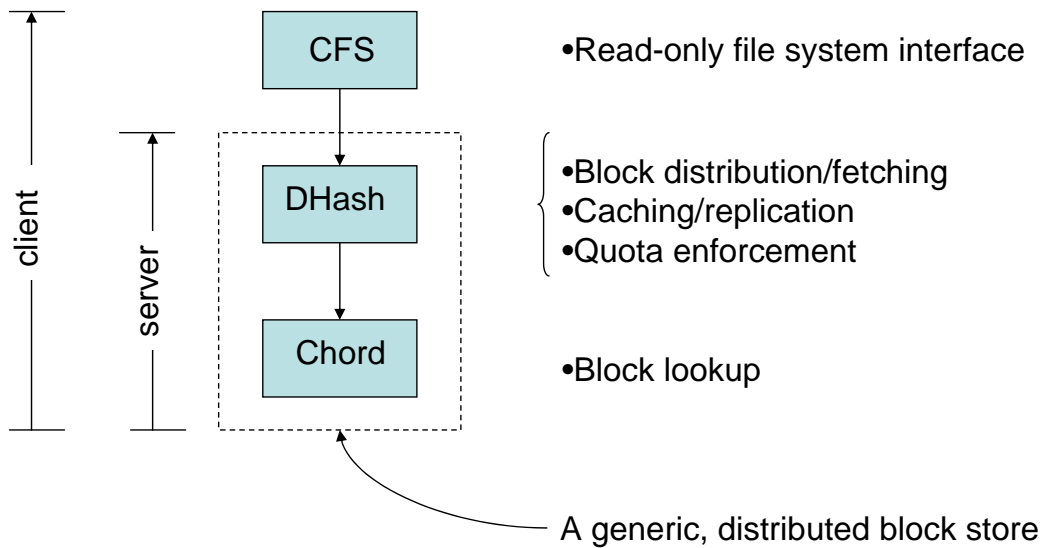 CFS
•Read-only file system interface
client
server
DHash
•Block distribution/fetching
•Caching/replication
•Quota enforcement
Chord
•Block lookup
A generic, distributed block store